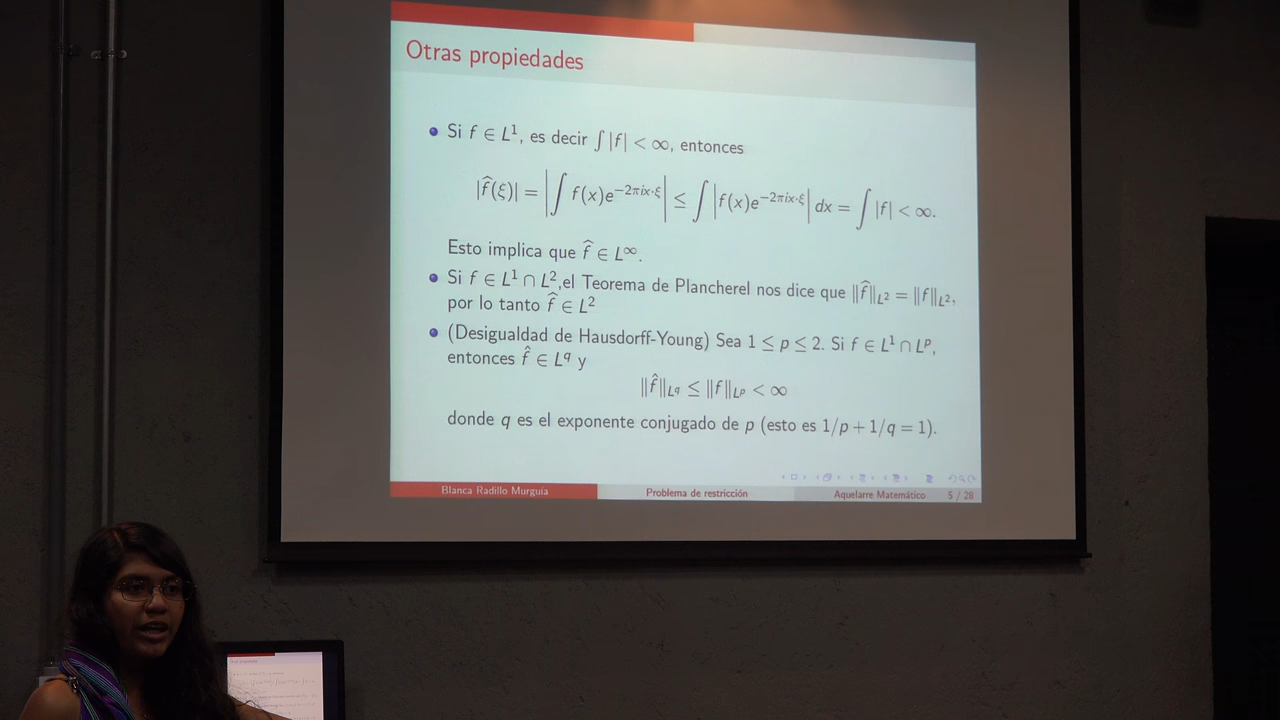 Otras propiedades
Si f ∈ L¹, es decir ∫|f| < ∞, entonces
|f̂(ξ)| = |∫ f(x)e^{−2πix·ξ}| ≤ ∫ |f(x)e^{−2πix·ξ}| dx = ∫ |f| < ∞.
Esto implica que f̂ ∈ L^∞.
Si f ∈ L¹ ∩ L²,el Teorema de Plancherel nos dice que ‖f̂‖_{L²} = ‖f‖_{L²},
por lo tanto f̂ ∈ L²
(Desigualdad de Hausdorff-Young) Sea 1 ≤ p ≤ 2. Si f ∈ L¹ ∩ L^p,
entonces f̂ ∈ L^q y
‖f̂‖_{L^q} ≤ ‖f‖_{L^p} < ∞
donde q es el exponente conjugado de p (esto es 1/p + 1/q = 1).
Blanca Radillo Murguia Problema de restricción Aquelarre Matemático 5 / 28